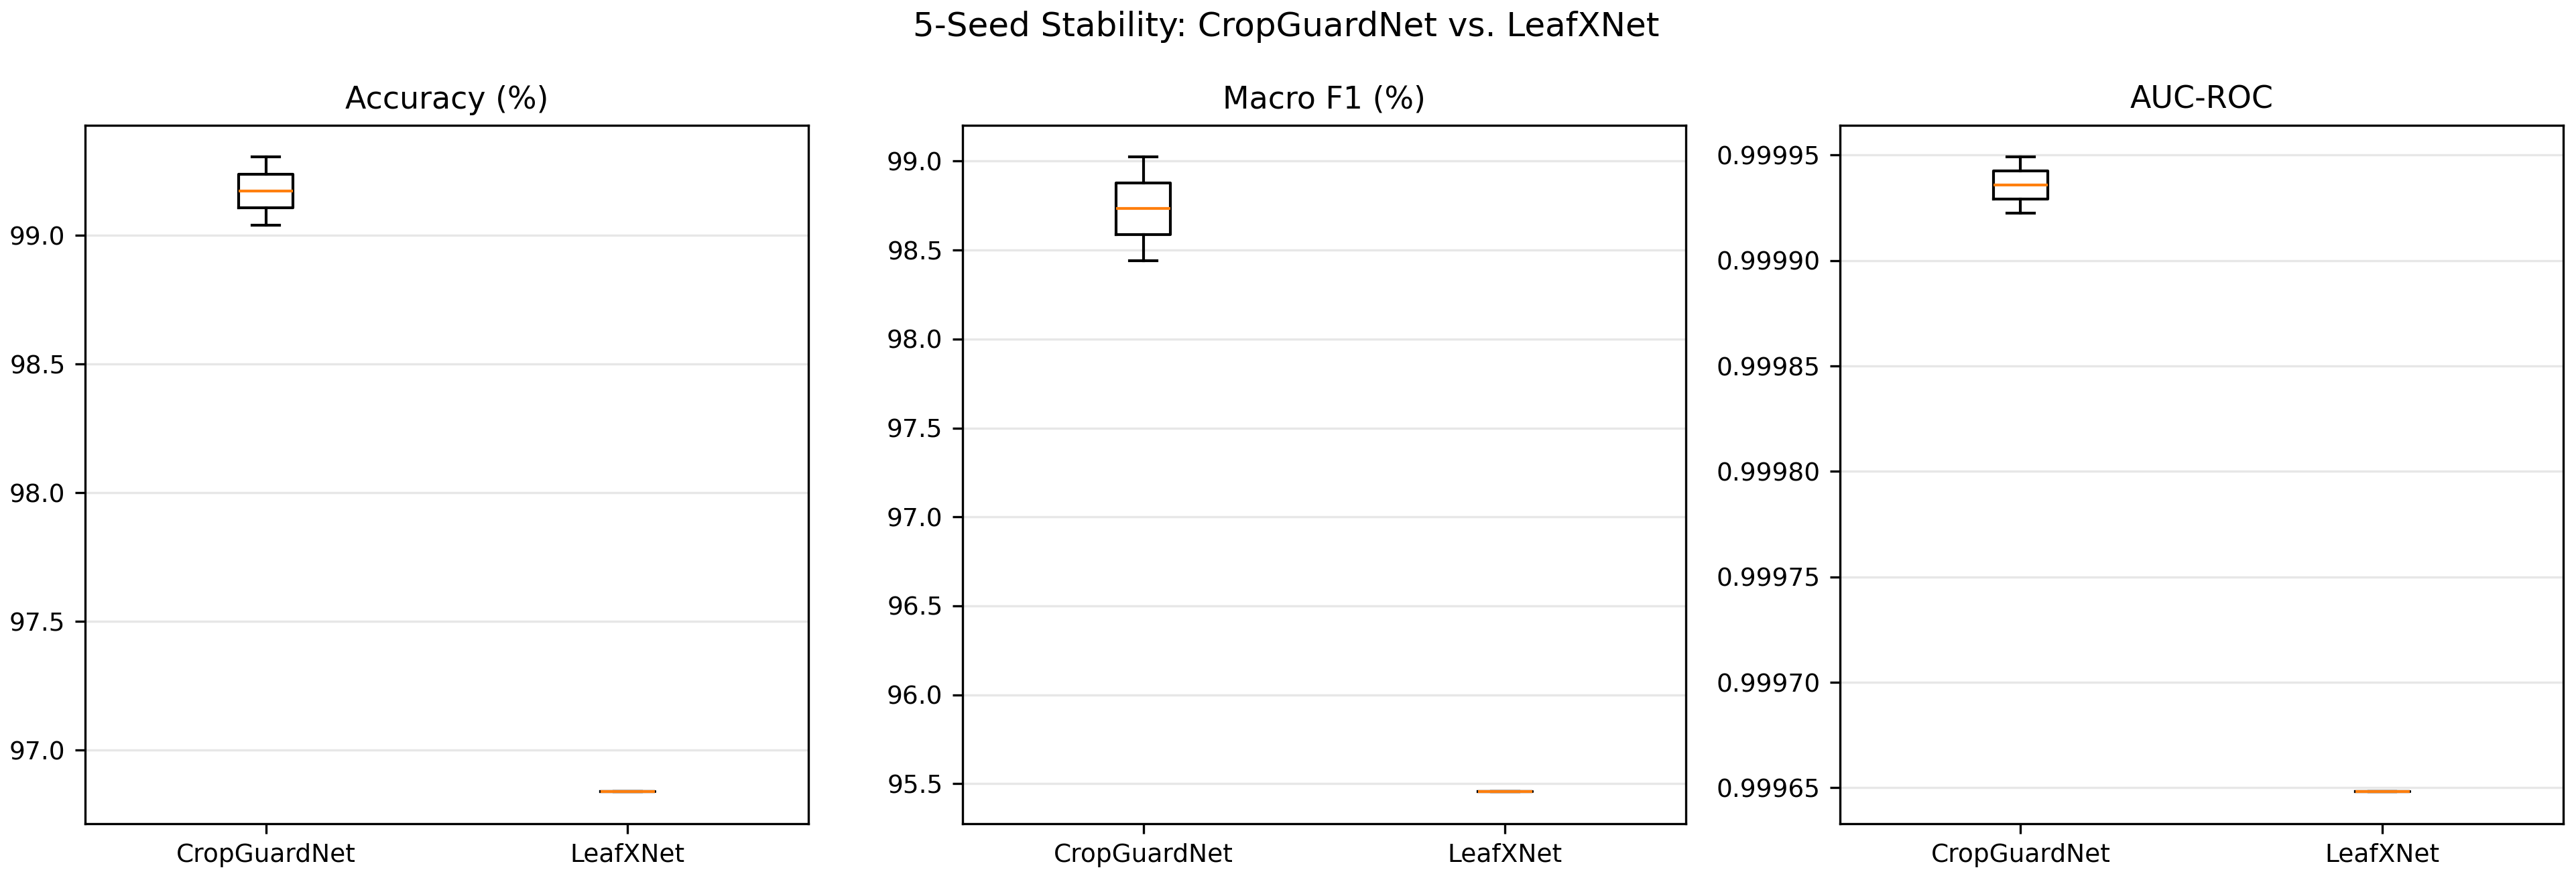 5-Seed Stability: CropGuardNet vs. LeafXNet
Accuracy (%)
99.0
98.5
98.0
97.5
97.0
CropGuardNet
LeafXNet
Macro F1 (%)
99.0
98.5
98.0
97.5
97.0
96.5
96.0
95.5
CropGuardNet
LeafXNet
AUC-ROC
0.99995
0.99990
0.99985
0.99980
0.99975
0.99970
0.99965
CropGuardNet
LeafXNet